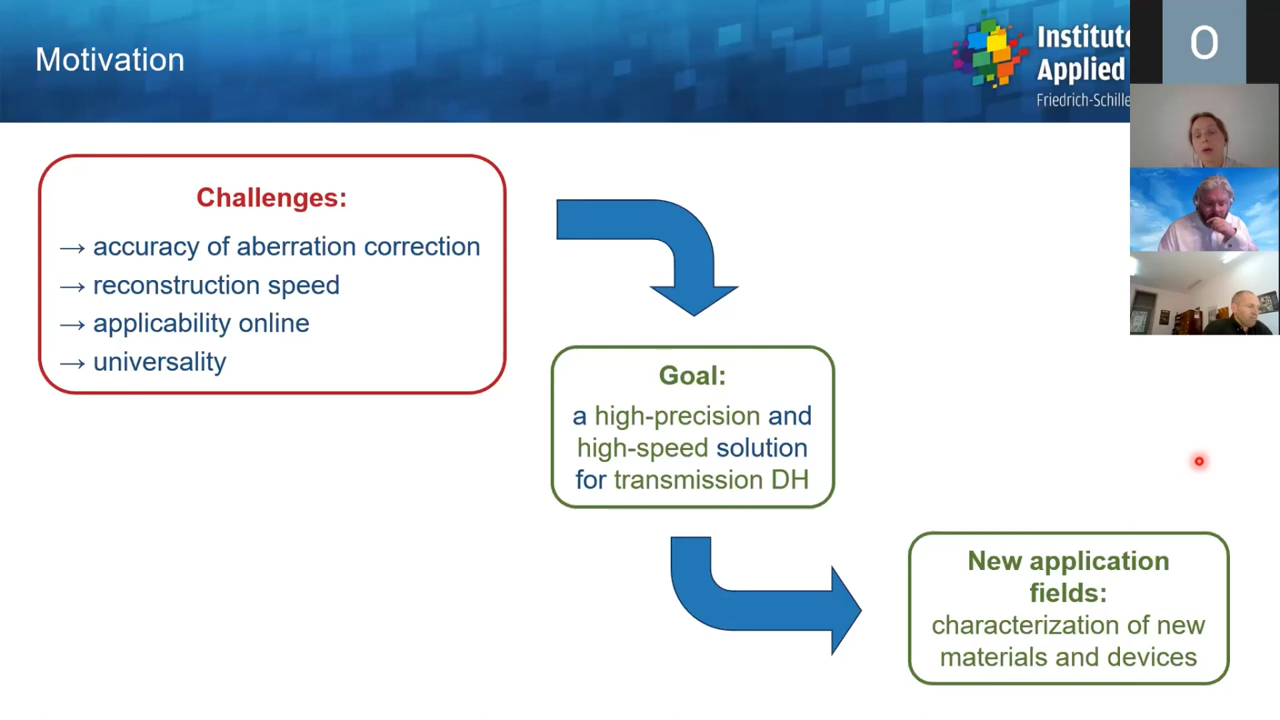 Motivation
Institute
Applied
Friedrich-Schille
O
Challenges:
→ accuracy of aberration correction
→ reconstruction speed
→ applicability online
→ universality
Goal:
a high-precision and
high-speed solution
for transmission DH
New application
fields:
characterization of new
materials and devices